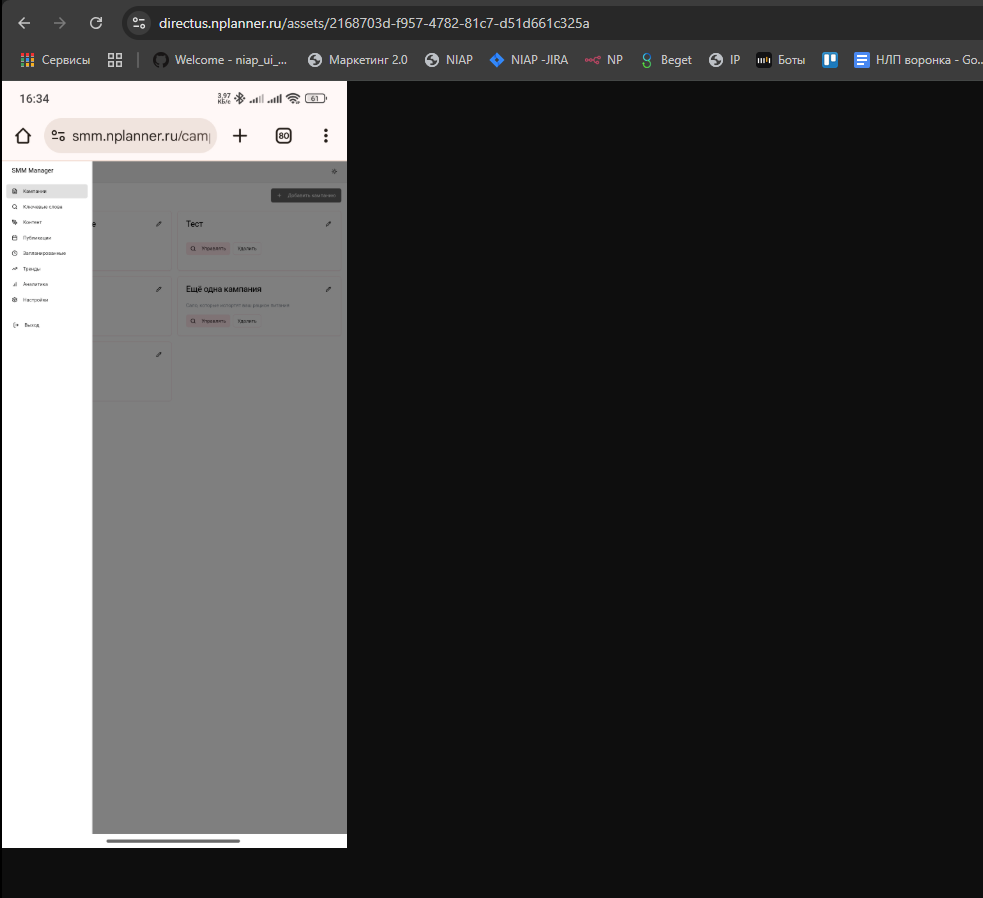 directus.nplanner.ru/assets/2168703d-f957-4782-81c7-d51d661c325a
Сервисы
Welcome - niap_ui_...
Маркетинг 2.0
NIAP
NIAP -JIRA
NP
Beget
IP
Боты
НЛП воронка - Go...
16:34
3,97
КБ/с
61
smm.nplanner.ru/camp
80
SMM Manager
Кампании
Ключевые слова
Контент
Публикации
Запланированные
Тренды
Аналитика
Настройки
Выход
Добавить кампанию
е
Тест
Управлять
Удалить
Ещё одна кампания
Управлять
Удалить